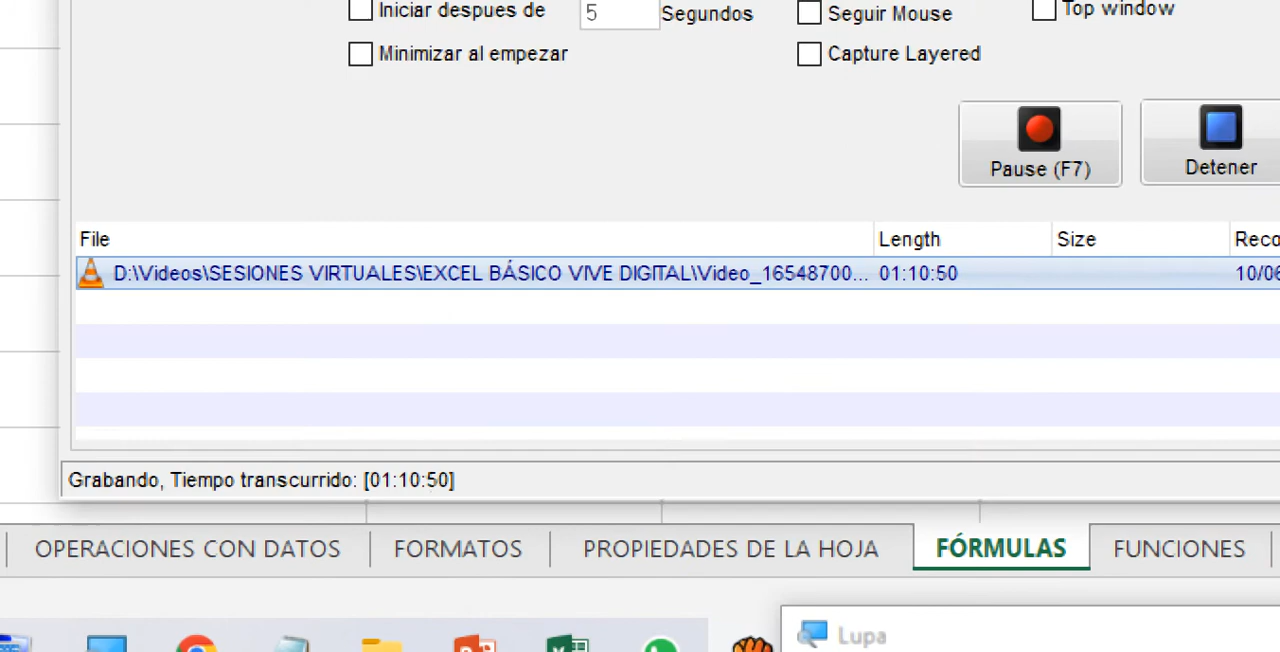 Iniciar despues de 5 Segundos Seguir Mouse Top window
Minimizar al empezar Capture Layered
Pause (F7) Detener
File Length Size Reco
D:\Videos\SESIONES VIRTUALES\EXCEL BÁSICO VIVE DIGITAL\Video_16548700... 01:10:50 10/06
Grabando, Tiempo transcurrido: [01:10:50]
OPERACIONES CON DATOS FORMATOS PROPIEDADES DE LA HOJA FÓRMULAS FUNCIONES
Lupa